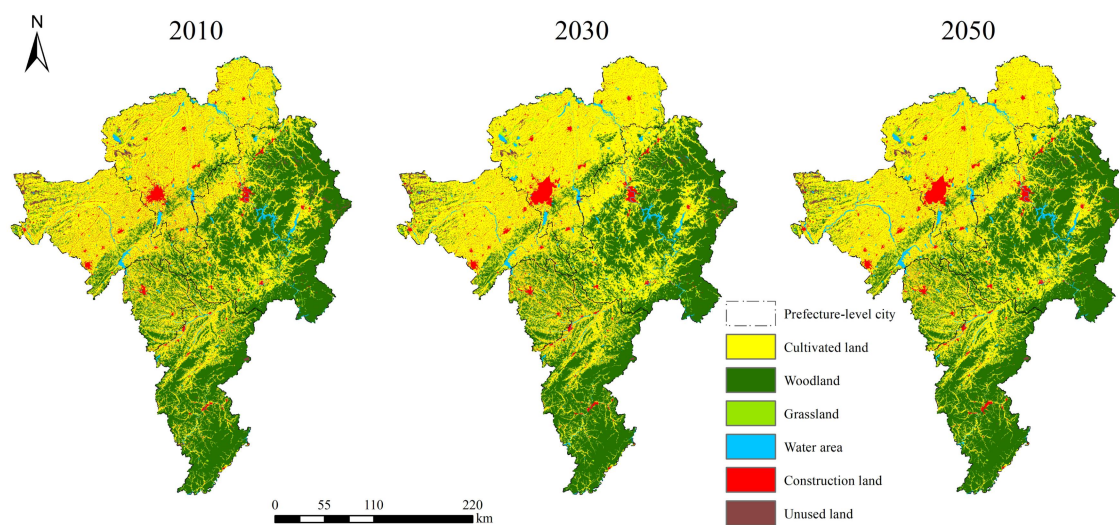 N
2010
2030
2050
Prefecture-level city
Cultivated land
Woodland
Grassland
Water area
Construction land
Unused land
0 55 110 220
km